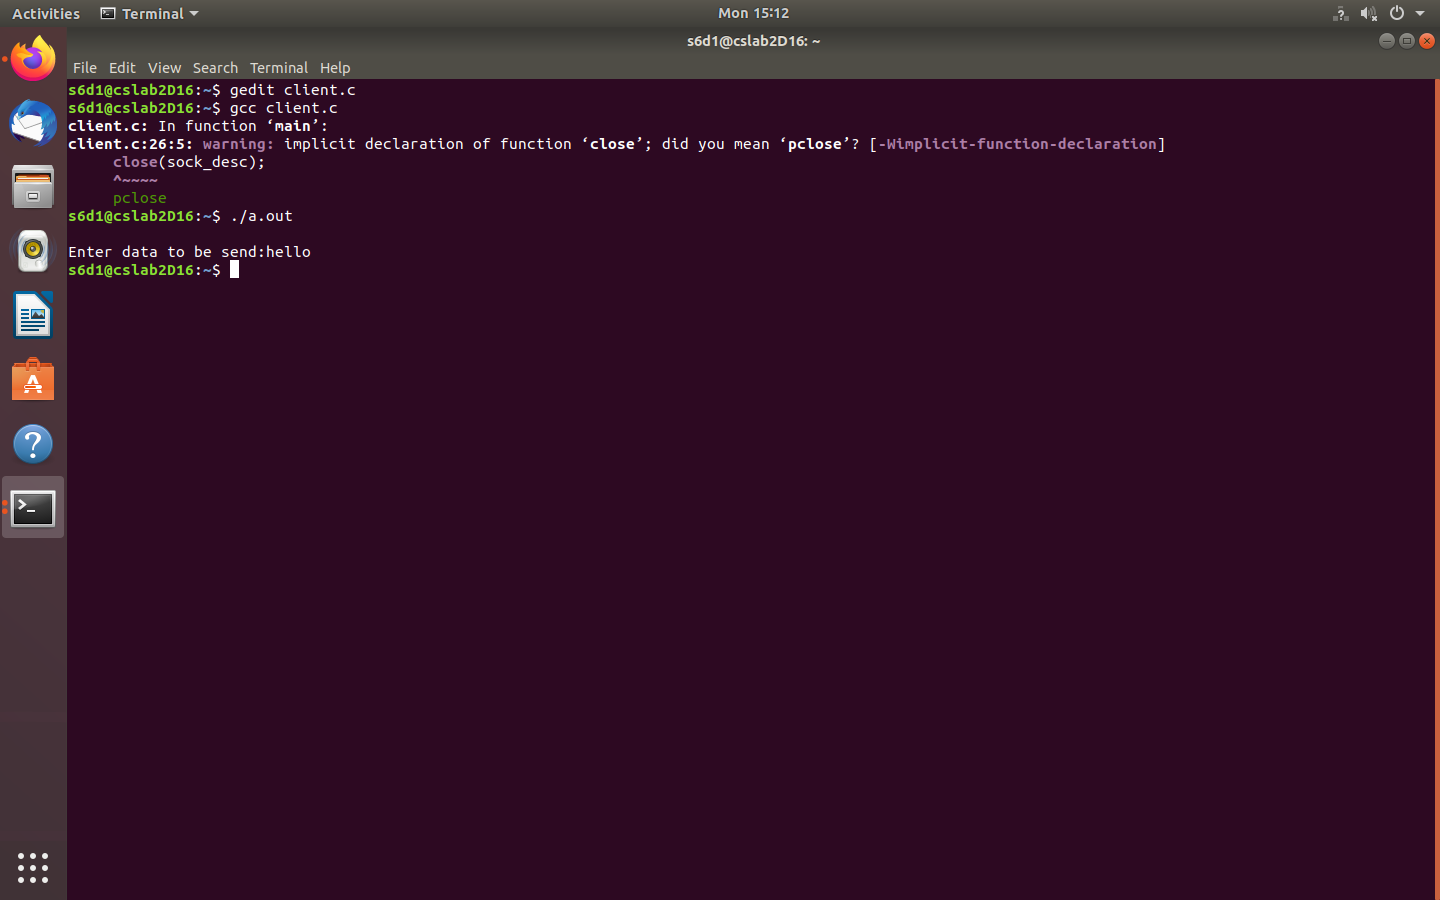 Activities Terminal Mon 15:12
s6d1@cslab2D16: ~
File Edit View Search Terminal Help
s6d1@cslab2D16:~$ gedit client.c
s6d1@cslab2D16:~$ gcc client.c
client.c: In function ‘main’:
client.c:26:5: warning: implicit declaration of function ‘close’; did you mean ‘pclose’? [-Wimplicit-function-declaration]
     close(sock_desc);
     ^~~~~
     pclose
s6d1@cslab2D16:~$ ./a.out
Enter data to be send:hello
s6d1@cslab2D16:~$